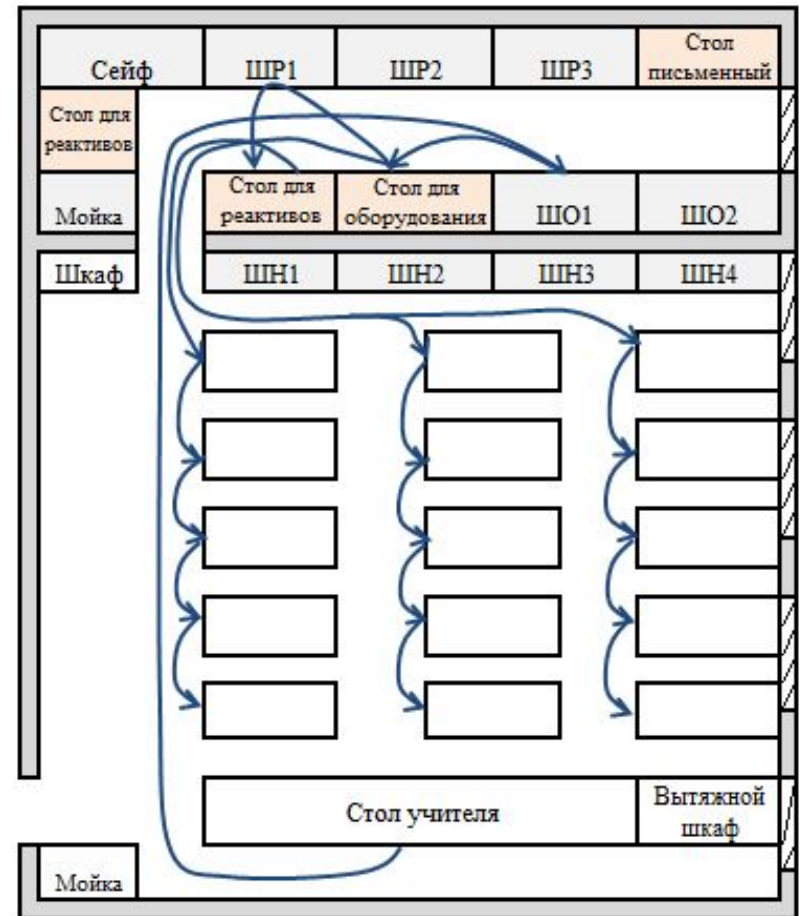 Сейф
ШР1
ШР2
ШР3
Стол
письменный
Стол для
реактивов
Мойка
Стол для
реактивов
Стол для
оборудования
ШО1
ШО2
Шкаф
ШН1
ШН2
ШН3
ШН4
Стол учителя
Вытяжной
шкаф
Мойка